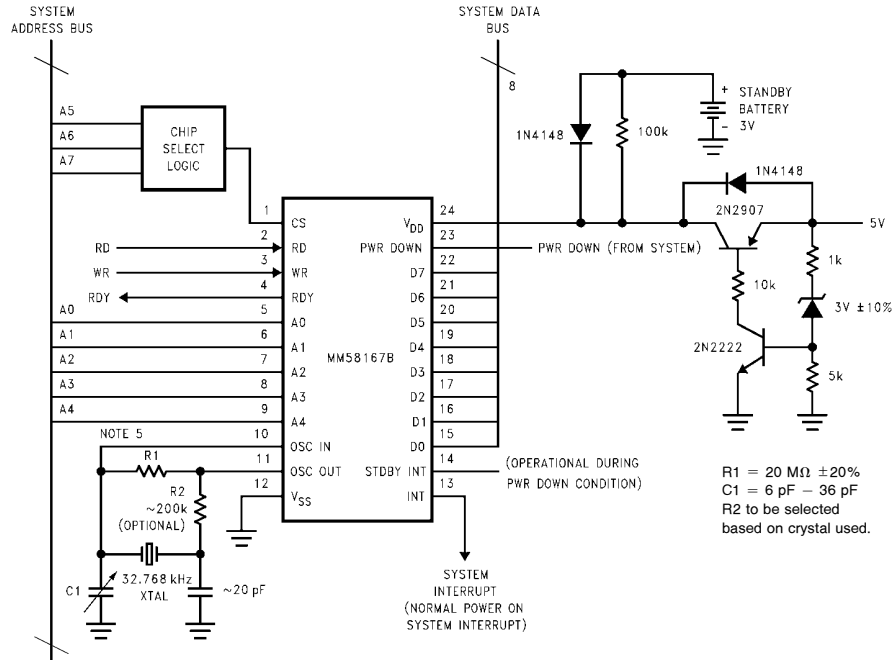 SYSTEM
ADDRESS BUS
SYSTEM DATA
BUS
8
A5
A6
A7
CHIP
SELECT
LOGIC
1N4148
100k
+
-
STANDBY
BATTERY
3V
1N4148
2N2907
5V
1k
10k
3V ±10%
2N2222
5k
1
CS
2
RD
RD
3
WR
WR
4
RDY
RDY
5
A0
A0
6
A1
A1
7
A2
A2
8
A3
A3
9
A4
A4
NOTE 5
10
OSC IN
11
OSC OUT
12
VSS
MM58167B
24
VDD
23
PWR DOWN
PWR DOWN (FROM SYSTEM)
22
D7
21
D6
20
D5
19
D4
18
D3
17
D2
16
D1
15
D0
14
STDBY INT
(OPERATIONAL DURING
PWR DOWN CONDITION)
13
INT
R1
R2
~200k
(OPTIONAL)
C1
32.768 kHz
XTAL
~20 pF
SYSTEM
INTERRUPT
(NORMAL POWER ON
SYSTEM INTERRUPT)
R1 = 20 MΩ ±20%
C1 = 6 pF – 36 pF
R2 to be selected
based on crystal used.